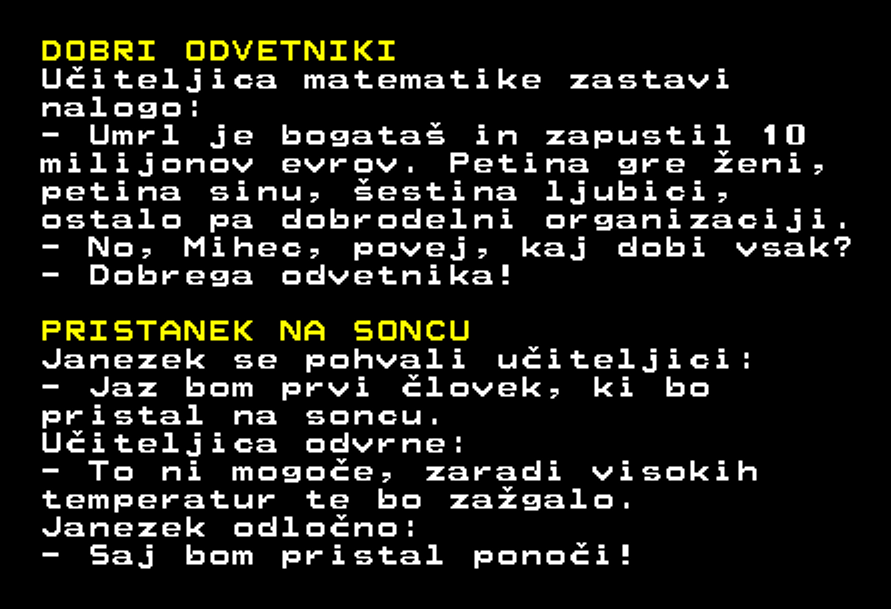 DOBRI ODVETNIKI
Učiteljica matematike zastavi
nalogo:
- Umrl je bogataš in zapustil 10
milijonov evrov. Petina gre ženi,
petina sinu, šestina ljubici,
ostalo pa dobrodelni organizaciji.
- No, Mihec, povej, kaj dobi vsak?
- Dobrega odvetnika!
PRISTANEK NA SONCU
Janezek se pohvali učiteljici:
- Jaz bom prvi človek, ki bo
pristal na soncu.
Učiteljica odvrne:
- To ni mogoče, zaradi visokih
temperatur te bo zažgalo.
Janezek odločno:
- Saj bom pristal ponoči!